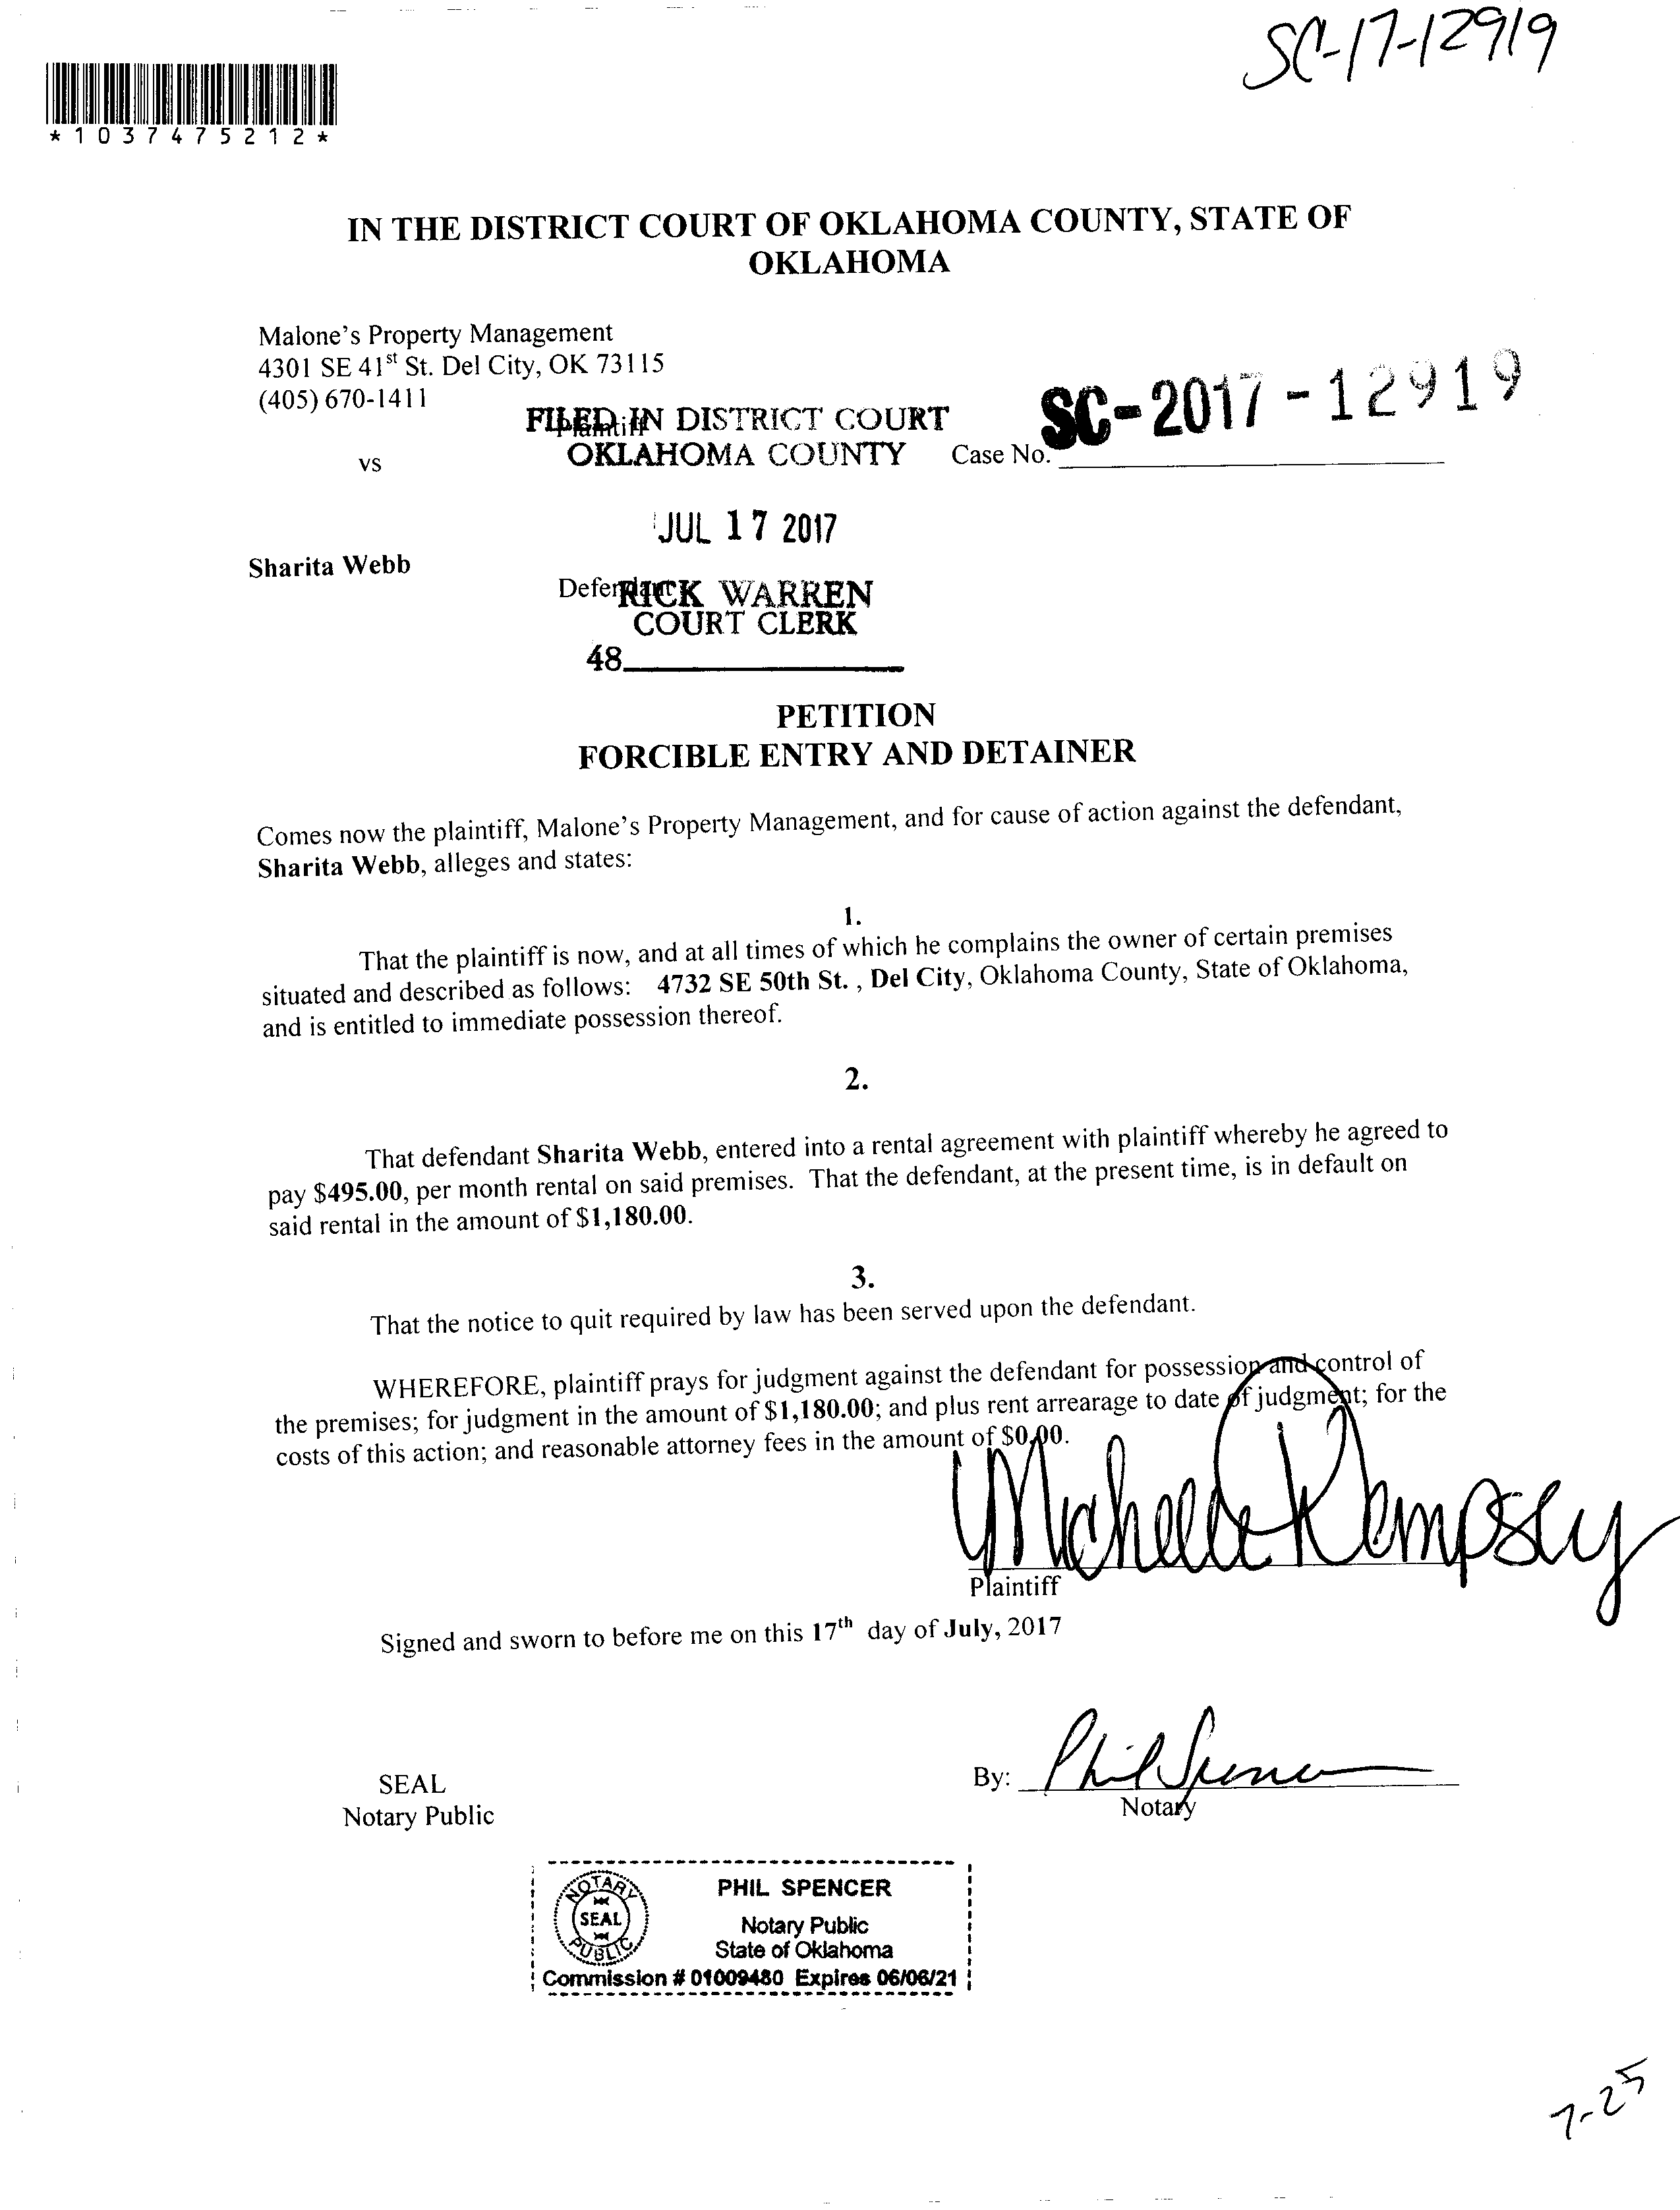 SC-17-12919
*1037475212*
IN THE DISTRICT COURT OF OKLAHOMA COUNTY, STATE OF
OKLAHOMA
Malone's Property Management
4301 SE 41st St. Del City, OK 73115
(405) 670-1411
Plaintiff
FILED IN DISTRICT COURT
OKLAHOMA COUNTY
Case No. SC-2017-12919
vs
JUL 17 2017
Sharita Webb
Defendant
RICK WARREN
COURT CLERK
48
PETITION
FORCIBLE ENTRY AND DETAINER
Comes now the plaintiff, Malone's Property Management, and for cause of action against the defendant,
Sharita Webb, alleges and states:
1.
That the plaintiff is now, and at all times of which he complains the owner of certain premises
situated and described as follows: 4732 SE 50th St. , Del City, Oklahoma County, State of Oklahoma,
and is entitled to immediate possession thereof.
2.
That defendant Sharita Webb, entered into a rental agreement with plaintiff whereby he agreed to
pay $495.00, per month rental on said premises. That the defendant, at the present time, is in default on
said rental in the amount of $1,180.00.
3.
That the notice to quit required by law has been served upon the defendant.
WHEREFORE, plaintiff prays for judgment against the defendant for possession and control of
the premises; for judgment in the amount of $1,180.00; and plus rent arrearage to date of judgment; for the
costs of this action; and reasonable attorney fees in the amount of $0.00.
Michelle Kempsey
Plaintiff
Signed and sworn to before me on this 17th day of July, 2017
SEAL
Notary Public
By: Phil Spencer
Notary
NOTARY
SEAL
PUBLIC
PHIL SPENCER
Notary Public
State of Oklahoma
Commission # 01009480 Expires 06/06/21
7-25